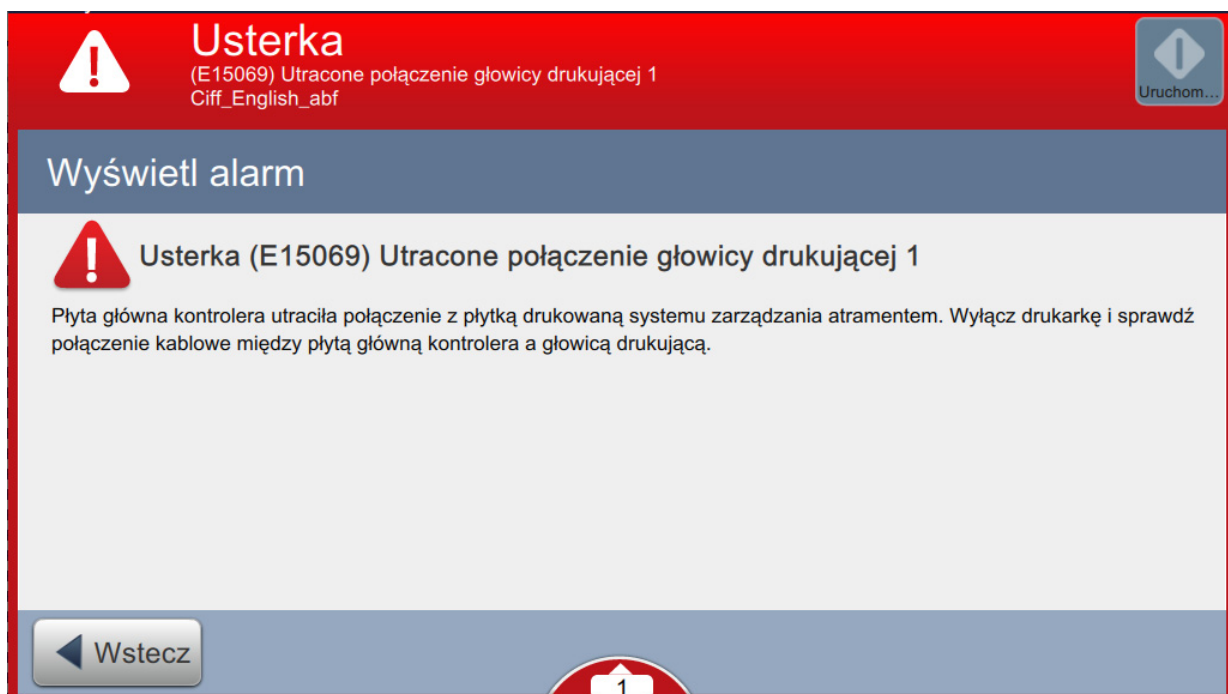 Usterka
(E15069) Utracone połączenie głowicy drukującej 1
Ciff_English_abf
Uruchom...
Wyświetl alarm
Usterka (E15069) Utracone połączenie głowicy drukującej 1
Płyta główna kontrolera utraciła połączenie z płytką drukowaną systemu zarządzania atramentem. Wyłącz drukarkę i sprawdź
połączenie kablowe między płytą główną kontrolera a głowicą drukującą.
Wstecz
1